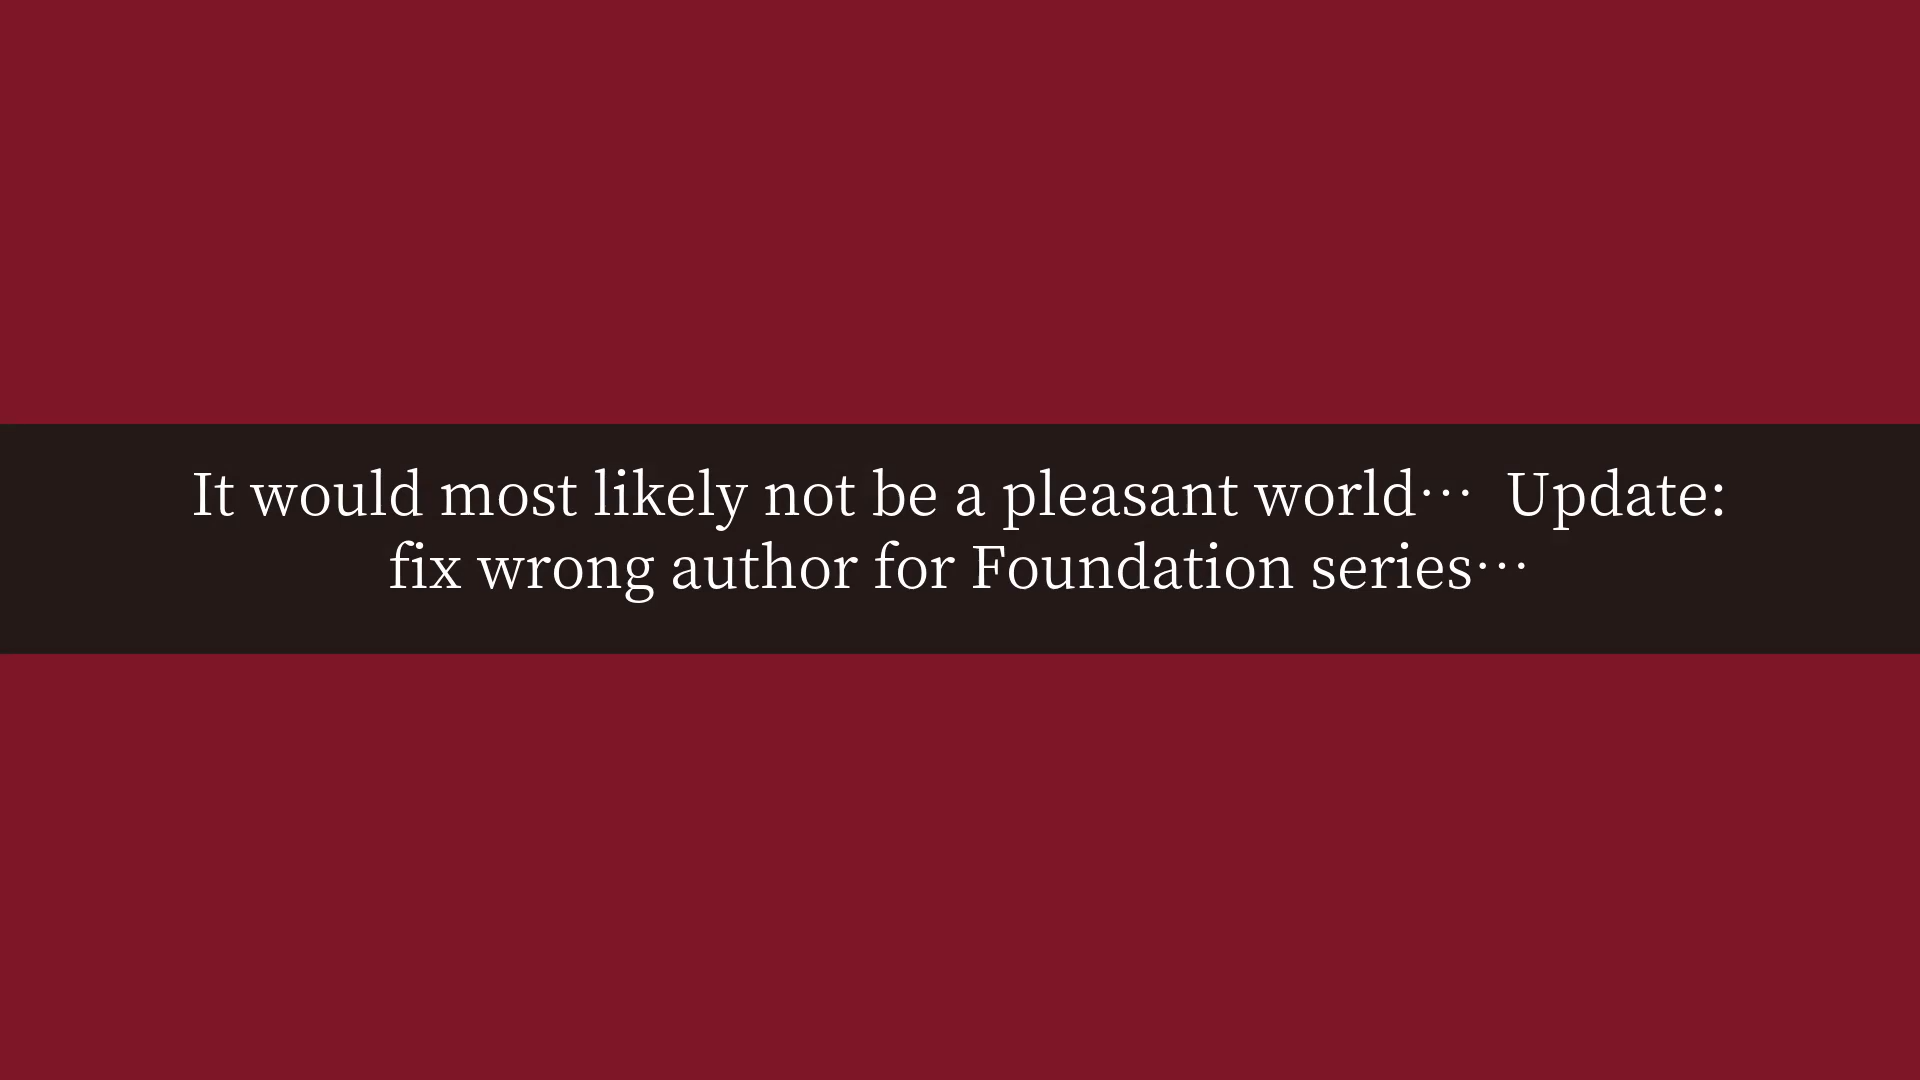 It would most likely not be a pleasant world…  Update:
fix wrong author for Foundation series…